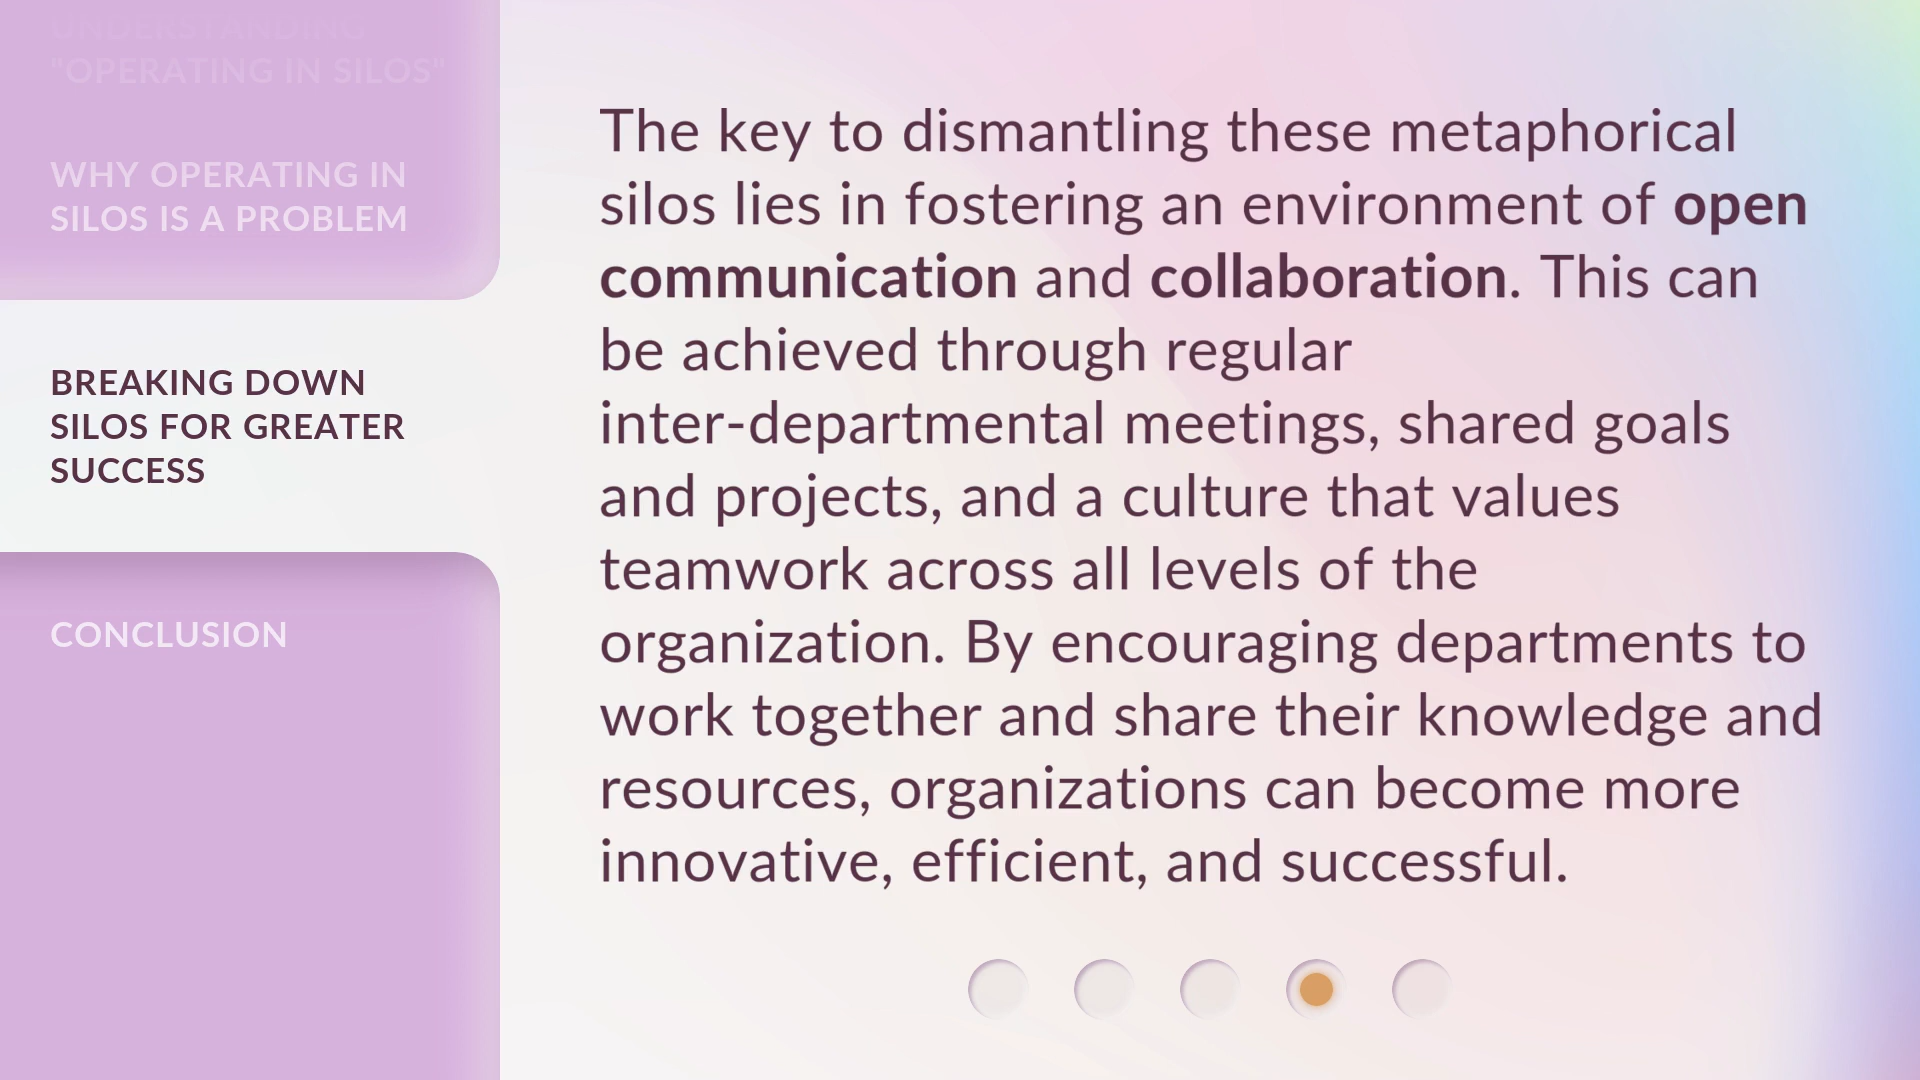 UNDERSTANDING
"OPERATING IN SILOS"
WHY OPERATING IN
SILOS IS A PROBLEM
BREAKING DOWN
SILOS FOR GREATER
SUCCESS
CONCLUSION
The key to dismantling these metaphorical
silos lies in fostering an environment of open
communication and collaboration. This can
be achieved through regular
inter-departmental meetings, shared goals
and projects, and a culture that values
teamwork across all levels of the
organization. By encouraging departments to
work together and share their knowledge and
resources, organizations can become more
innovative, efficient, and successful.